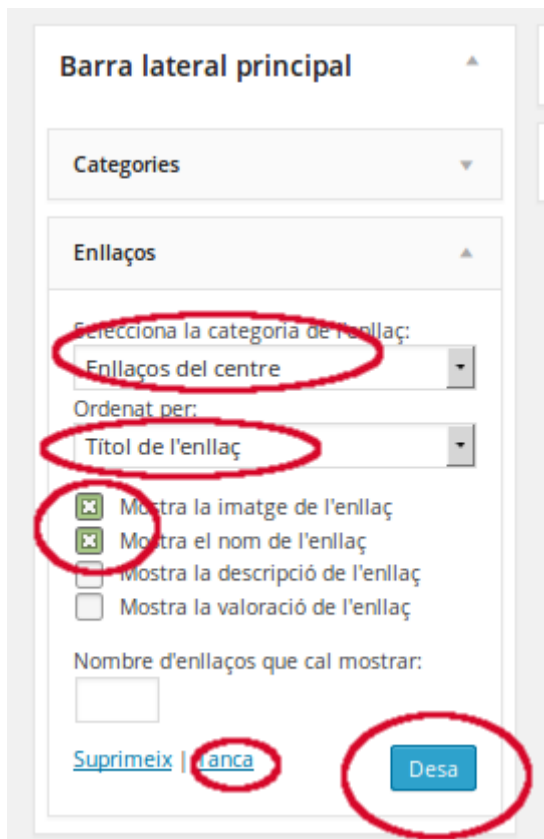 Barra lateral principal
Categories
Enllaços
Selecciona la categoria de l'enllaç:
Enllaços del centre
Ordenat per:
Títol de l'enllaç
Mostra la imatge de l'enllaç
Mostra el nom de l'enllaç
Mostra la descripció de l'enllaç
Mostra la valoració de l'enllaç
Nombre d'enllaços que cal mostrar:
Suprimeix | Tanca
Desa